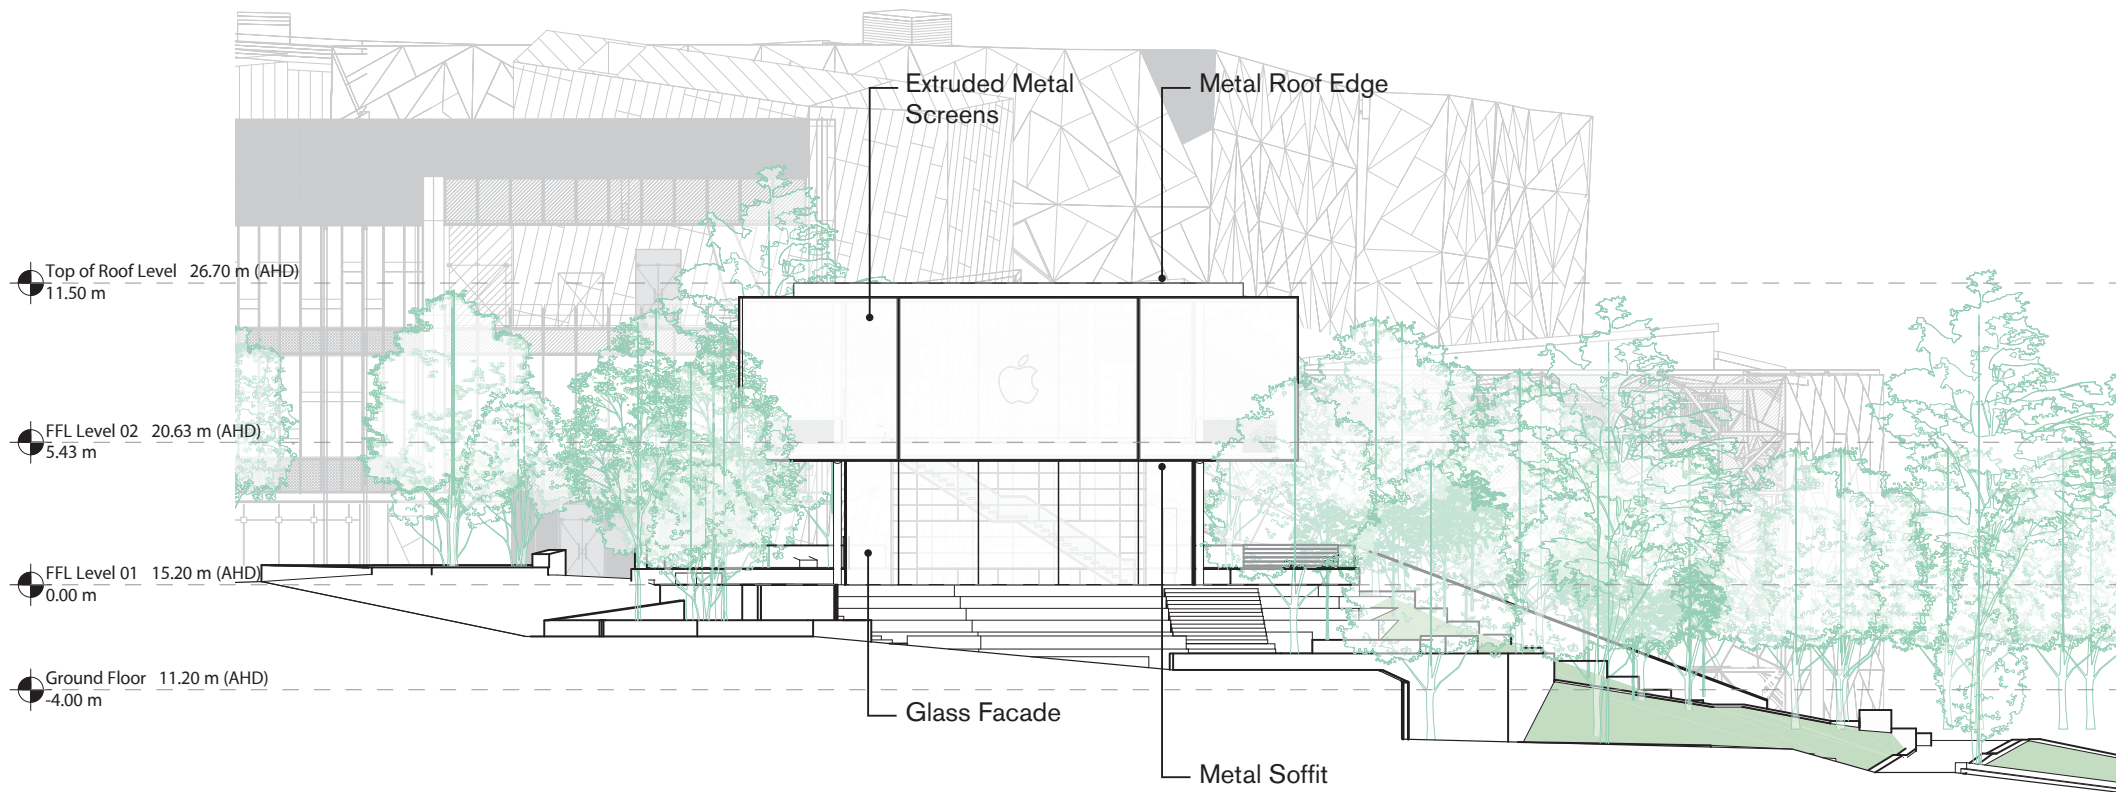 Extruded Metal
Screens
Metal Roof Edge
Top of Roof Level 26.70 m (AHD)
11.50 m
FFL Level 02 20.63 m (AHD)
5.43 m
FFL Level 01 15.20 m (AHD)
0.00 m
Ground Floor 11.20 m (AHD)
-4.00 m
Glass Facade
Metal Soffit